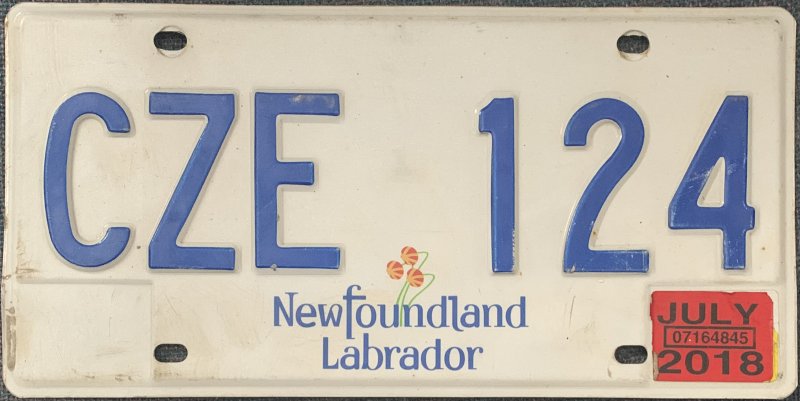 CZE 124
Newfoundland
Labrador
JULY
07164845
2018